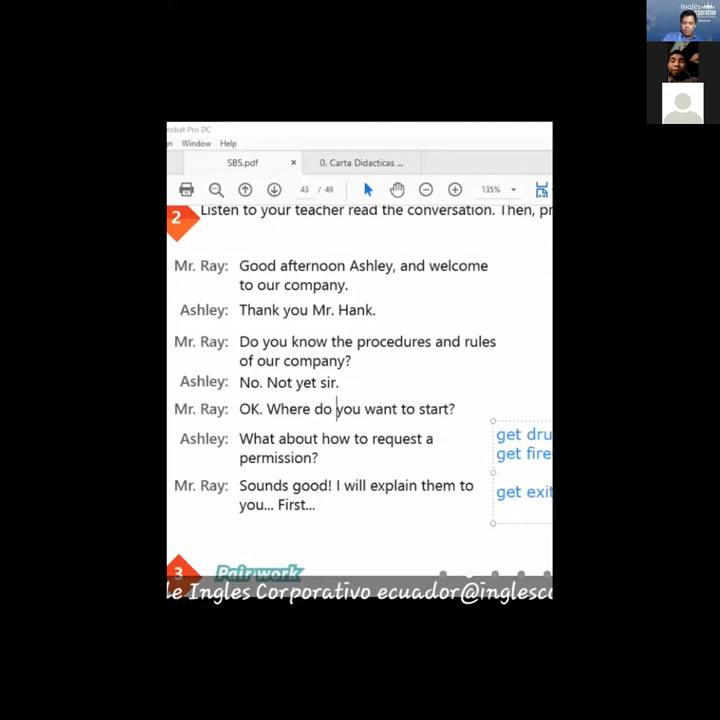 Inglés
robat Pro DC
Window Help
SB5.pdf × 0. Carta Didacticas ...
43 / 49 135%
2 Listen to your teacher read the conversation. Then, pr
Mr. Ray: Good afternoon Ashley, and welcome
to our company.
Ashley: Thank you Mr. Hank.
Mr. Ray: Do you know the procedures and rules
of our company?
Ashley: No. Not yet sir.
Mr. Ray: OK. Where do you want to start?
Ashley: What about how to request a
permission?
Mr. Ray: Sounds good! I will explain them to
you... First...
get dru
get fire
get exit
3 Pair work
le Ingles Corporativo ecuador@inglesco